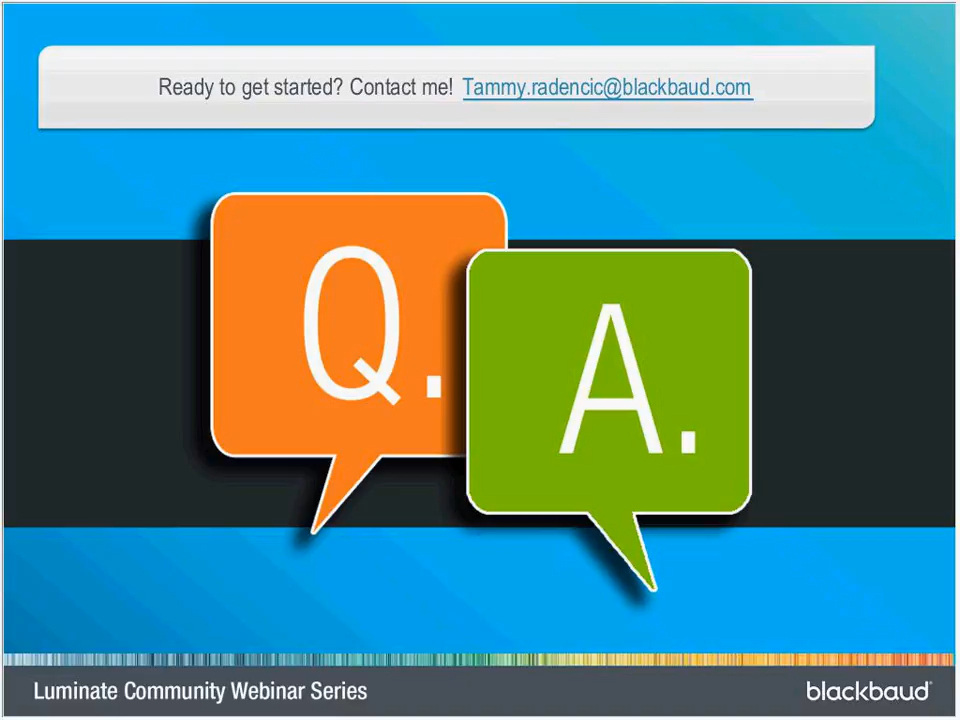 Ready to get started? Contact me! Tammy.radencic@blackbaud.com
Q.
A.
Luminate Community Webinar Series
blackbaud®